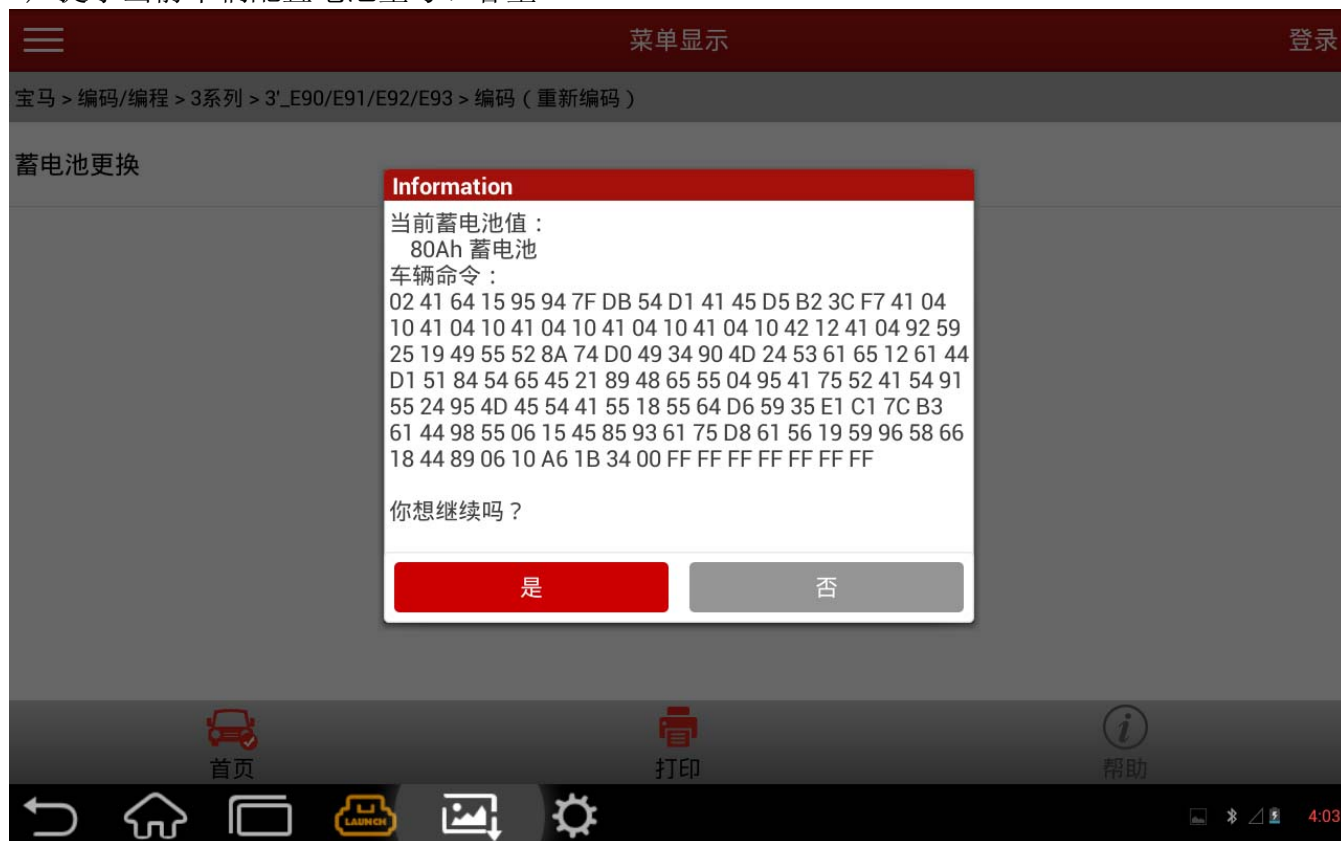 菜单显示
登录
宝马 > 编码/编程 > 3系列 > 3'_E90/E91/E92/E93 > 编码 ( 重新编码 )
蓄电池更换
Information
当前蓄电池值：
80Ah 蓄电池
车辆命令：
02 41 64 15 95 94 7F DB 54 D1 41 45 D5 B2 3C F7 41 04
10 41 04 10 41 04 10 41 04 10 41 04 10 42 12 41 04 92 59
25 19 49 55 52 8A 74 D0 49 34 90 4D 24 53 61 65 12 61 44
D1 51 84 54 65 45 21 89 48 65 55 04 95 41 75 52 41 54 91
55 24 95 4D 45 54 41 55 18 55 64 D6 59 35 E1 C1 7C B3
61 44 98 55 06 15 45 85 93 61 75 D8 61 56 19 59 96 58 66
18 44 89 06 10 A6 1B 34 00 FF FF FF FF FF FF FF
你想继续吗？
是
否
首页
打印
帮助
LAUNCH
4:03